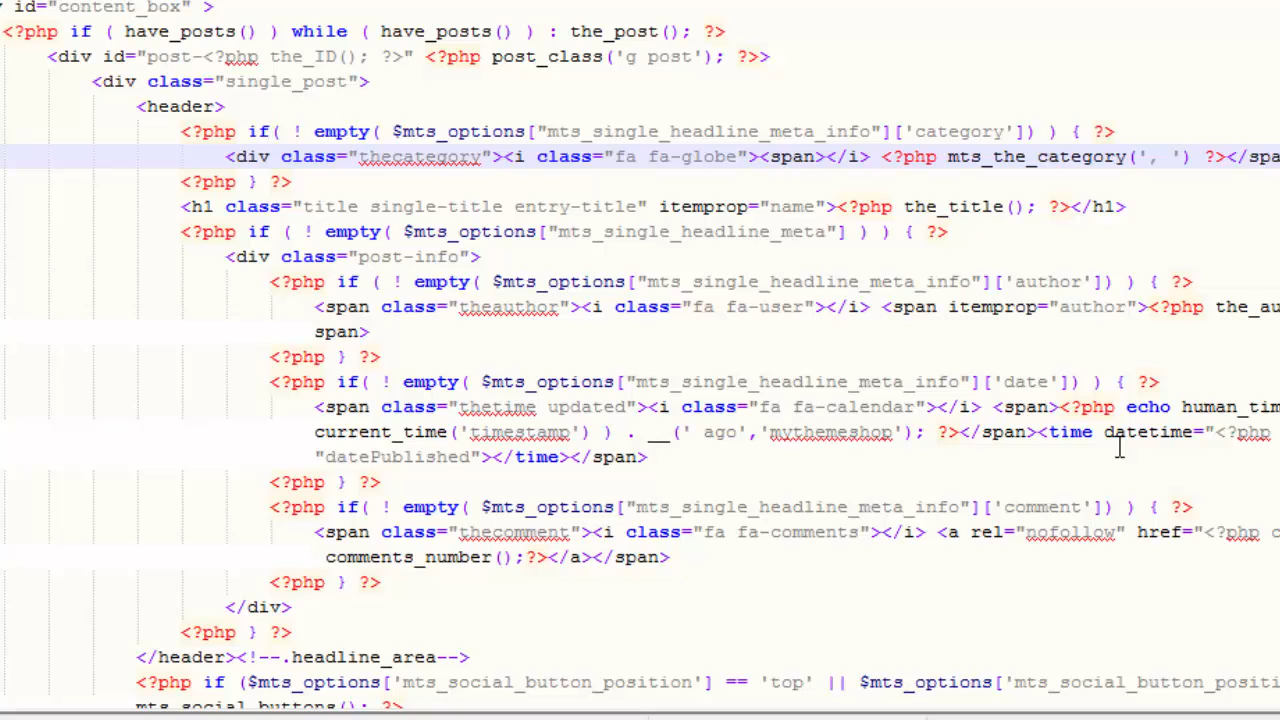 id="content_box" >
<?php if ( have_posts() ) while ( have_posts() ) : the_post(); ?>
<div id="post-<?php the_ID(); ?>" <?php post_class('g post'); ?>>
<div class="single_post">
<header>
<?php if( ! empty( $mts_options["mts_single_headline_meta_info"]['category']) ) { ?>
<div class="thecategory"><i class="fa fa-globe"><span></i> <?php mts_the_category(', ') ?></spa
<?php } ?>
<h1 class="title single-title entry-title" itemprop="name"><?php the_title(); ?></h1>
<?php if ( ! empty( $mts_options["mts_single_headline_meta"] ) ) { ?>
<div class="post-info">
<?php if ( ! empty( $mts_options["mts_single_headline_meta_info"]['author']) ) { ?>
<span class="theauthor"><i class="fa fa-user"></i> <span itemprop="author"><?php the_au
span>
<?php } ?>
<?php if( ! empty( $mts_options["mts_single_headline_meta_info"]['date']) ) { ?>
<span class="thetime updated"><i class="fa fa-calendar"></i> <span><?php echo human_tim
current_time('timestamp') ) . __(' ago','mythemeshop'); ?></span><time datetime="<?php
"datePublished"></time></span>
<?php } ?>
<?php if( ! empty( $mts_options["mts_single_headline_meta_info"]['comment']) ) { ?>
<span class="thecomment"><i class="fa fa-comments"></i> <a rel="nofollow" href="<?php c
comments_number();?></a></span>
<?php } ?>
</div>
<?php } ?>
</header><!--.headline_area-->
<?php if ($mts_options['mts_social_button_position'] == 'top' || $mts_options['mts_social_button_positi
mts_social_buttons(); ?>